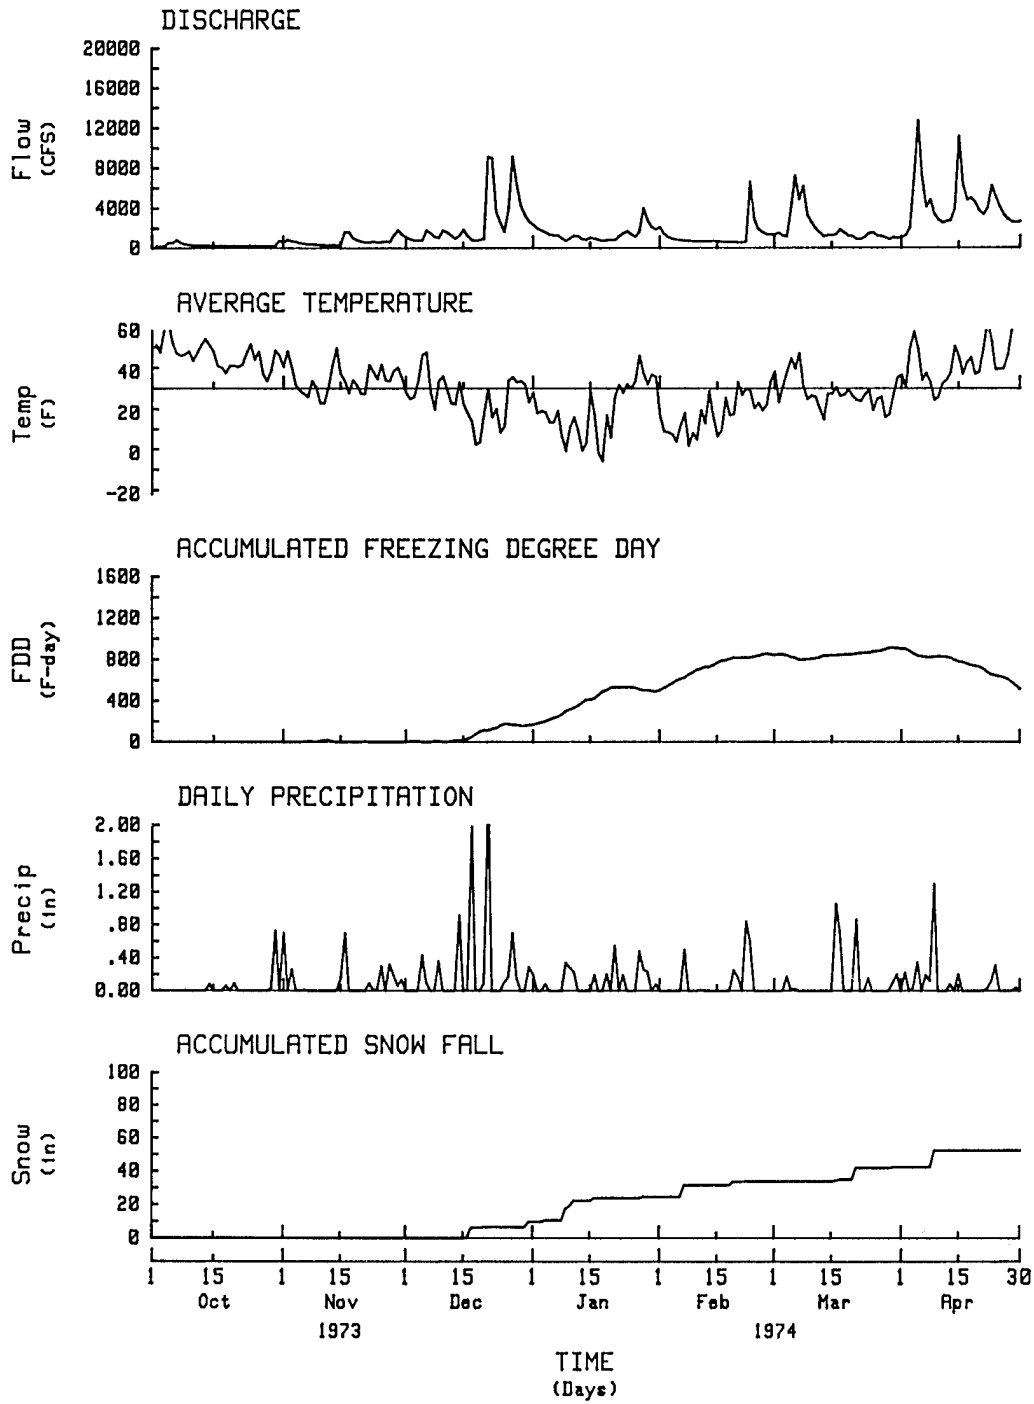 DISCHARGE
20000
16000
12000
8000
4000
0
Flow
(CFS)
AVERAGE TEMPERATURE
60
40
20
0
-20
Temp
(F)
ACCUMULATED FREEZING DEGREE DAY
1600
1200
800
400
0
FDD
(F-day)
DAILY PRECIPITATION
2.00
1.60
1.20
.80
.40
0.00
Precip
(in)
ACCUMULATED SNOW FALL
100
80
60
40
20
0
Snow
(in)
1 15 1 15 1 15 1 15 1 15 1 15 1 15 30
Oct Nov Dec Jan Feb Mar Apr
1973 1974
TIME
(Days)